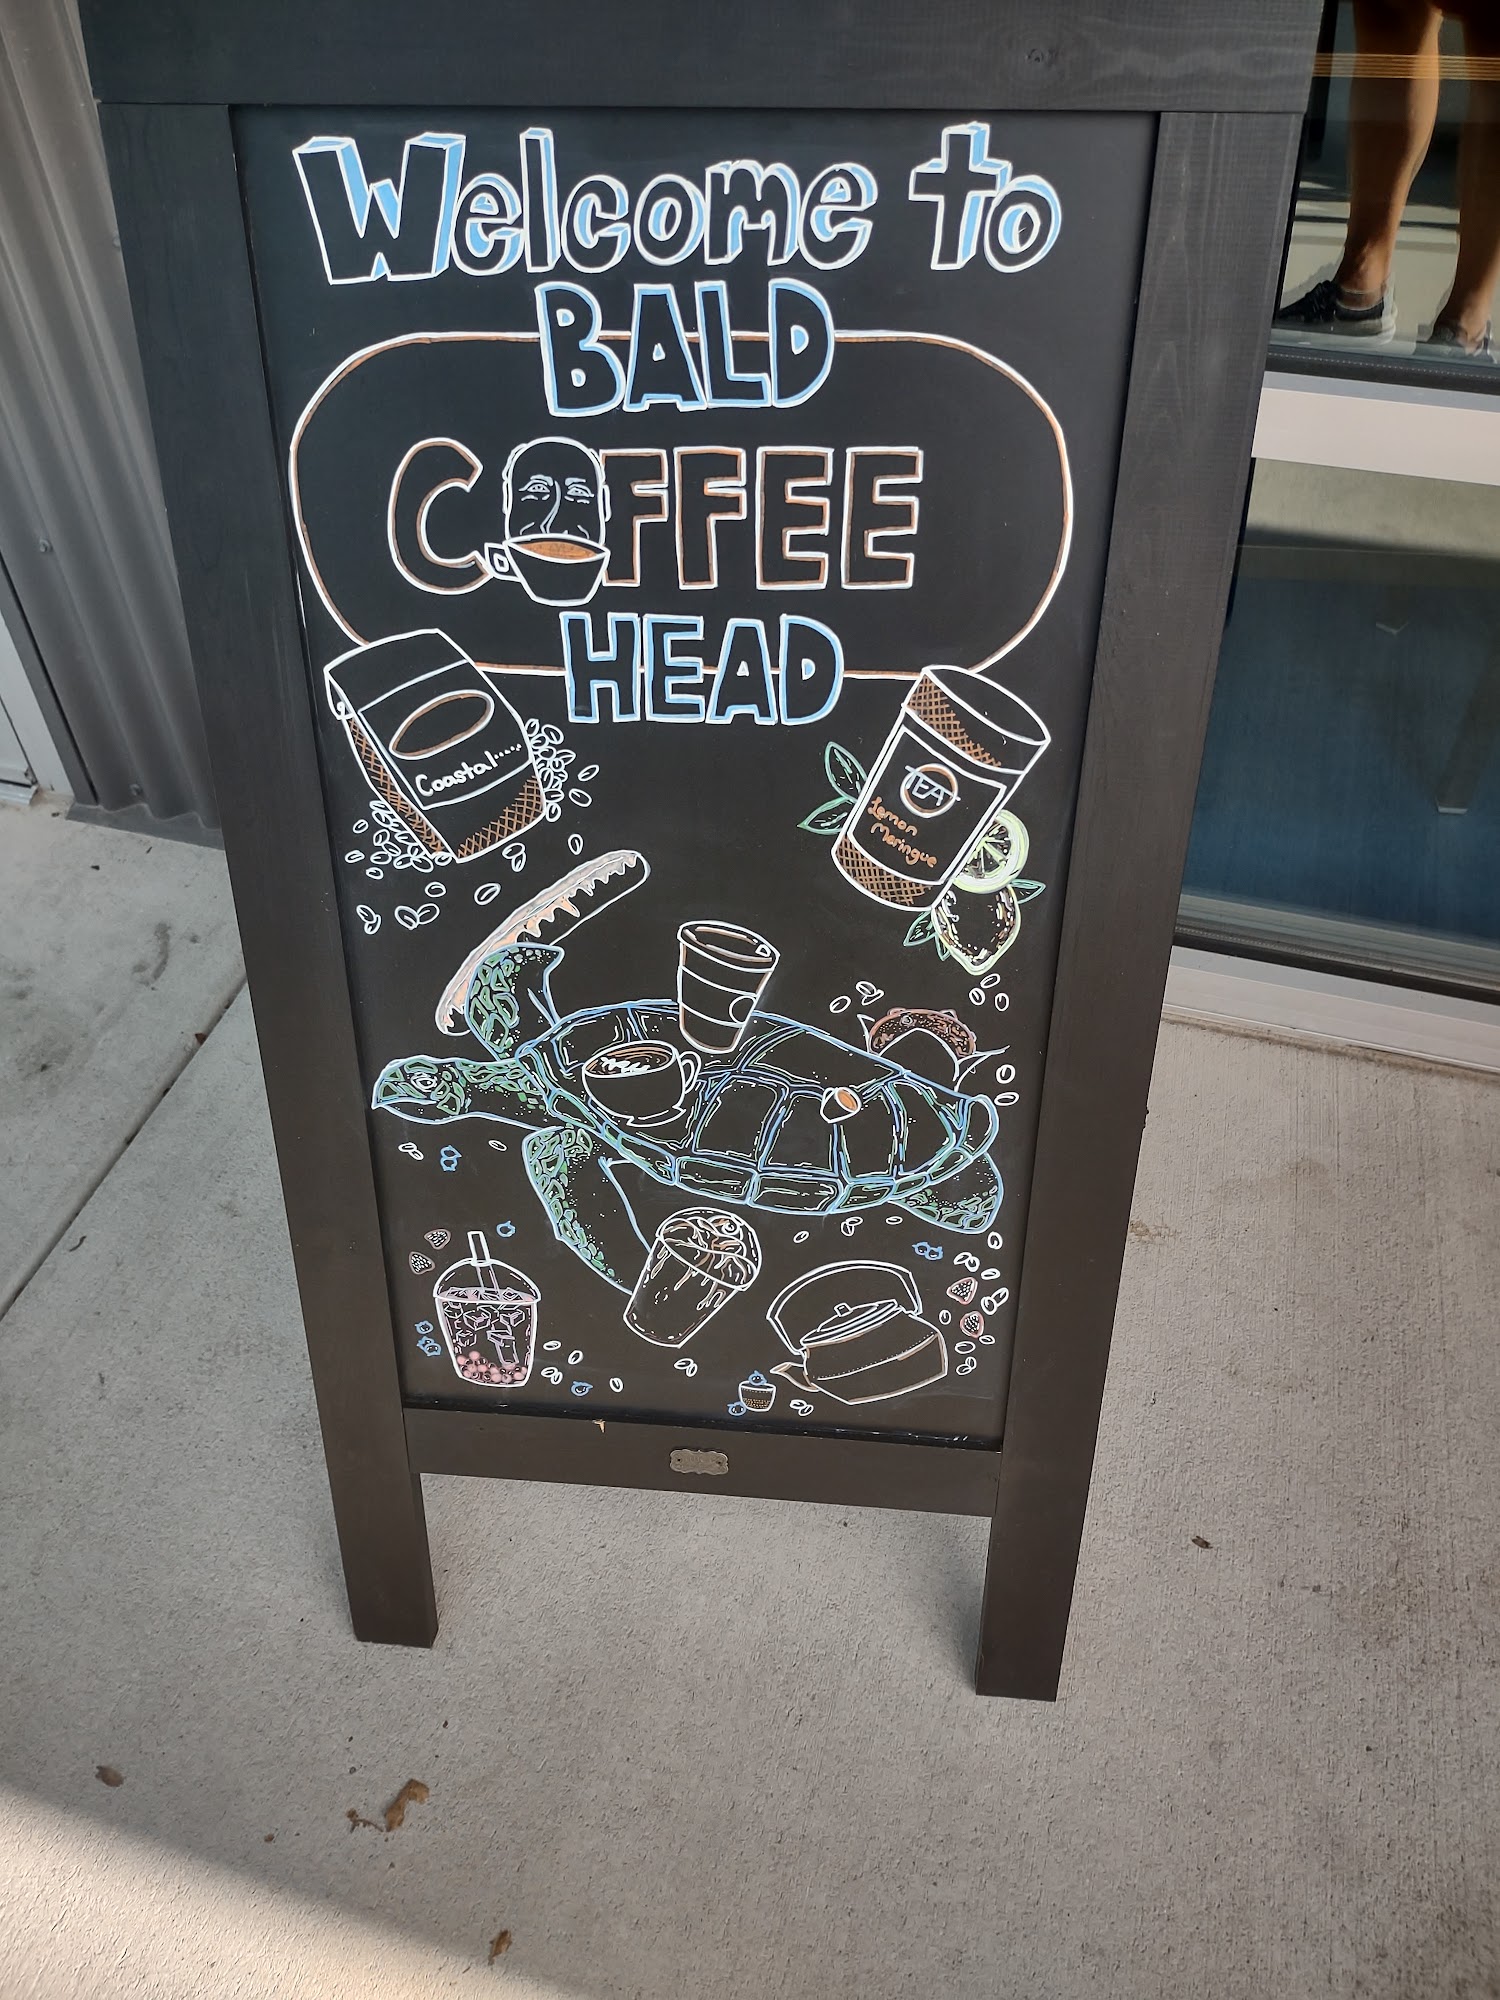 Welcome to
BALD
COFFEE
HEAD
Coastal.....
TEA
Lemon
Meringue